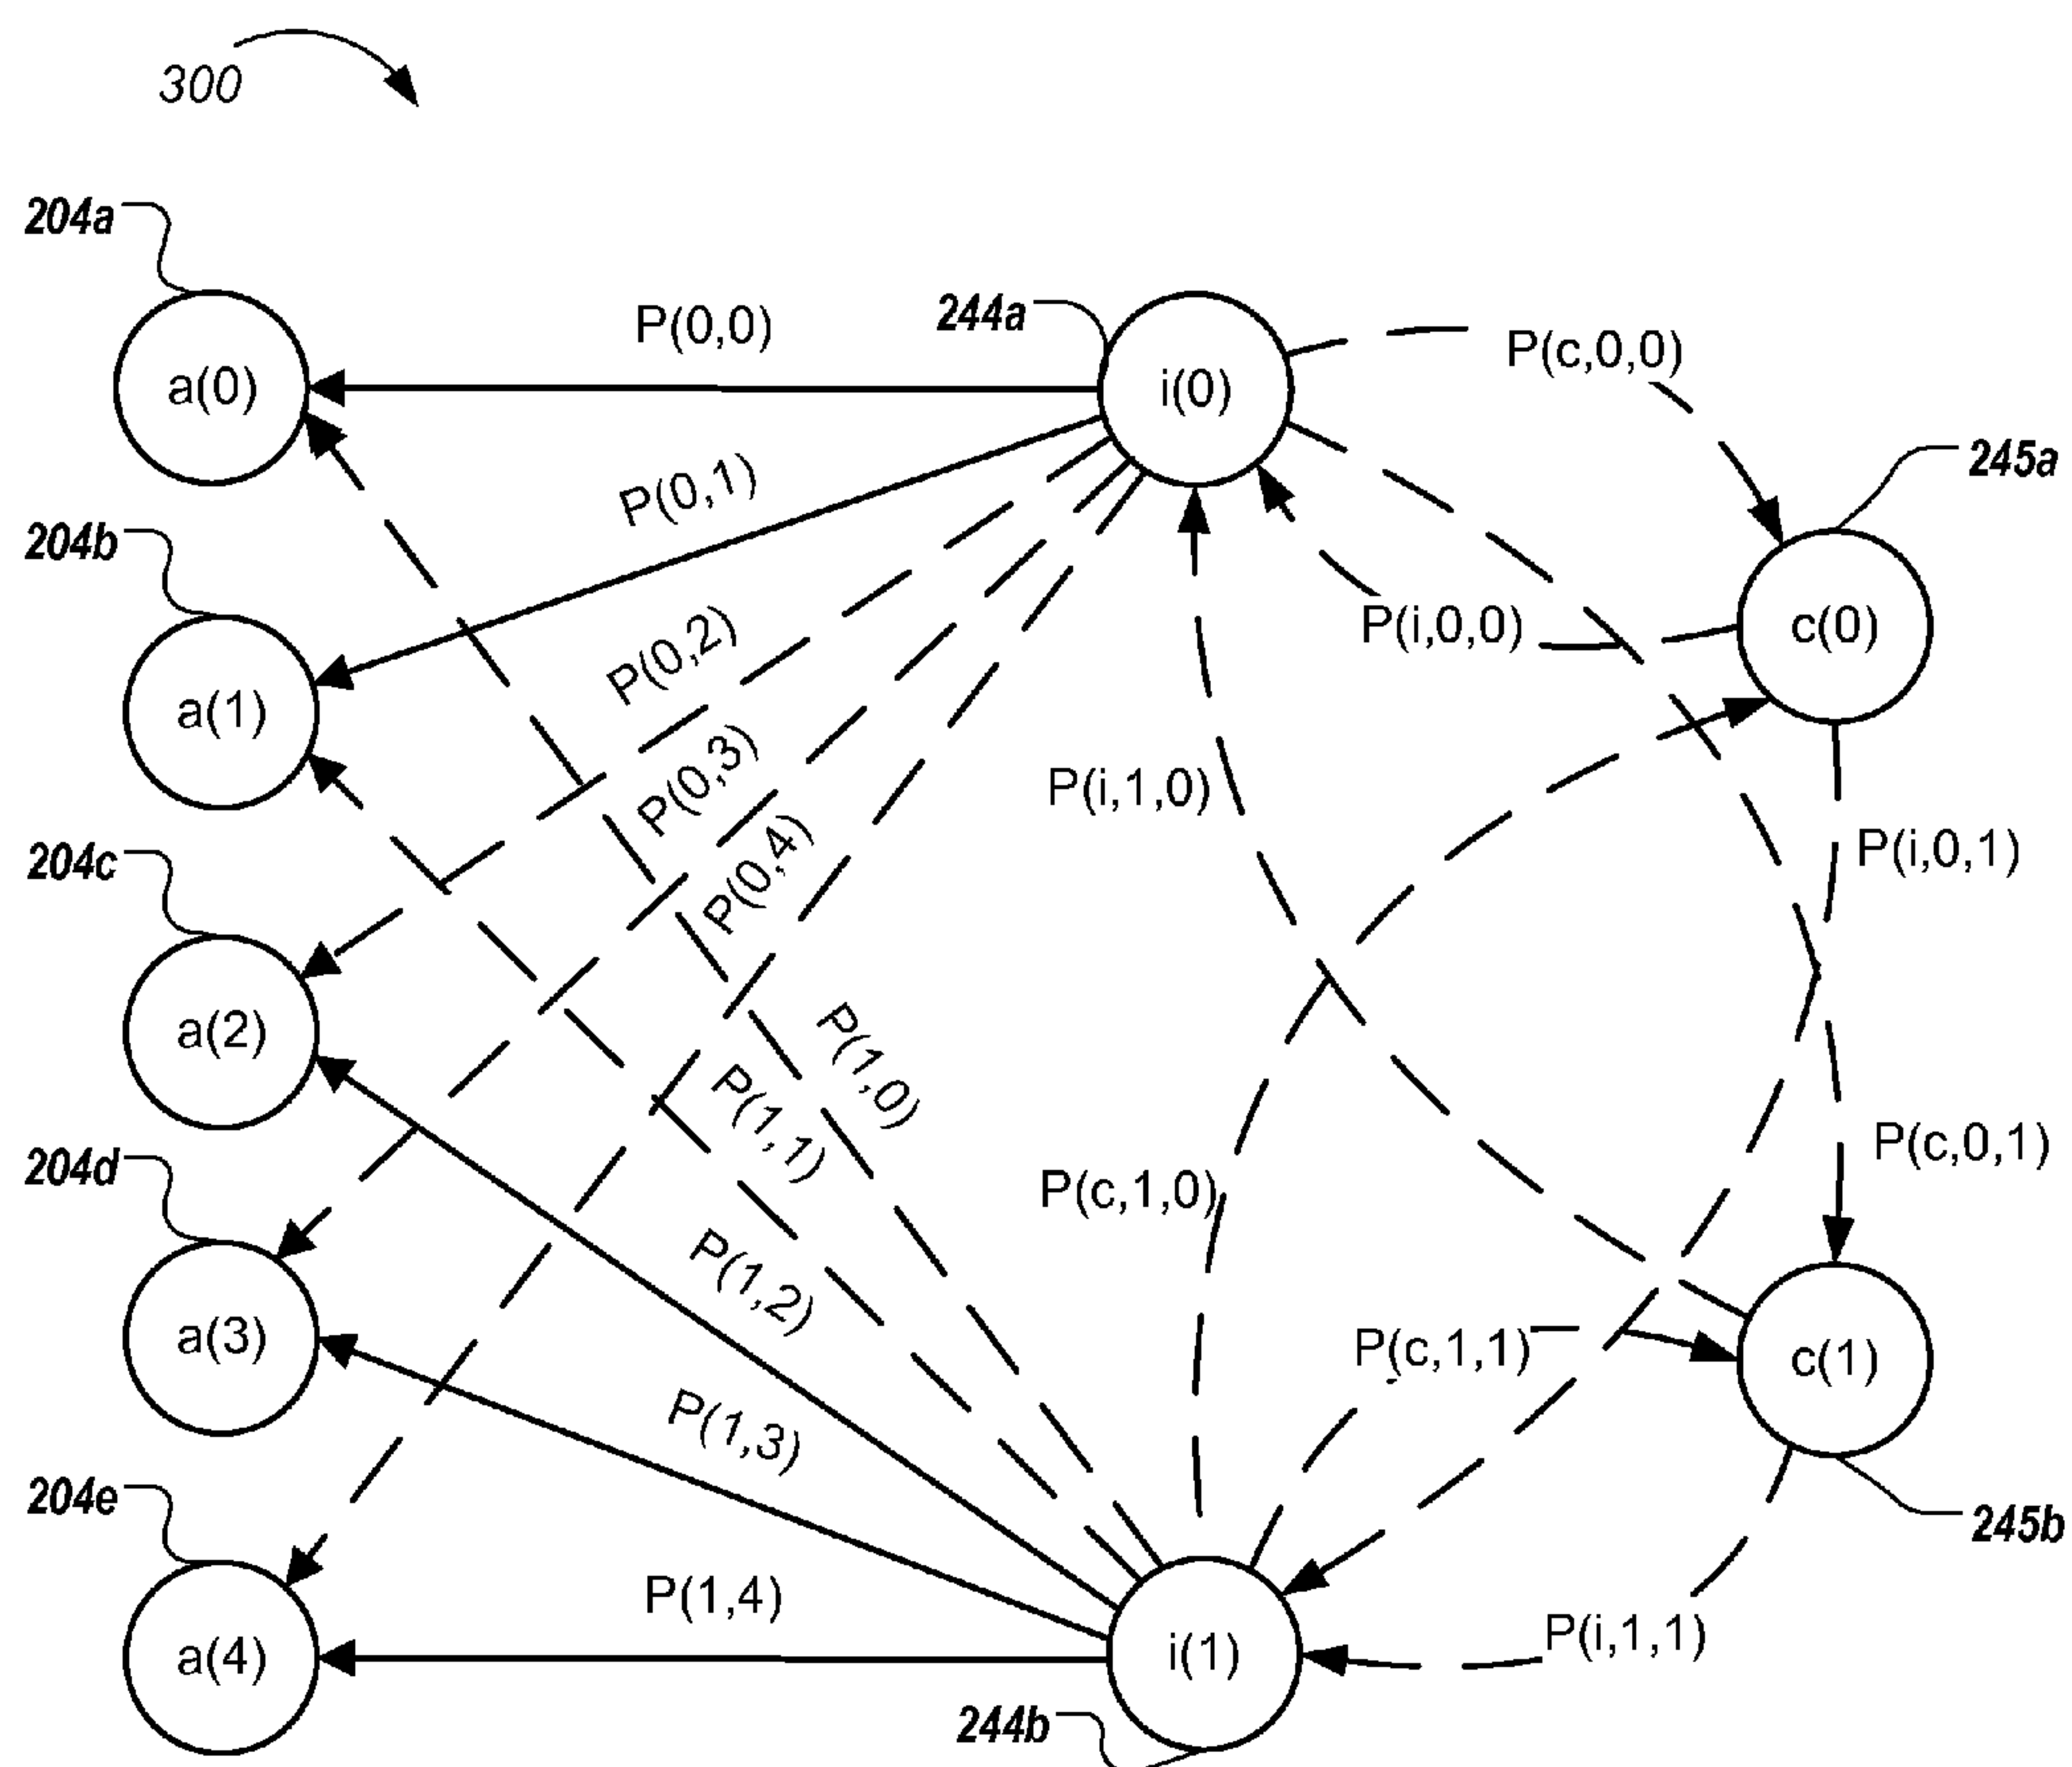 300
204a
244a
P(0,0)
P(c,0,0)
a(0)
i(0)
245a
P(0,1)
204b
P(i,0,0)
c(0)
P(0,2)
a(1)
P(0,3)
P(i,1,0)
204c
P(0,4)
P(i,0,1)
a(2)
P(1,0)
P(1,1)
P(c,0,1)
204d
P(c,1,0)
P(1,2)
a(3)
P(c,1,1)
c(1)
P(1,3)
204e
245b
P(1,4)
P(i,1,1)
a(4)
i(1)
244b